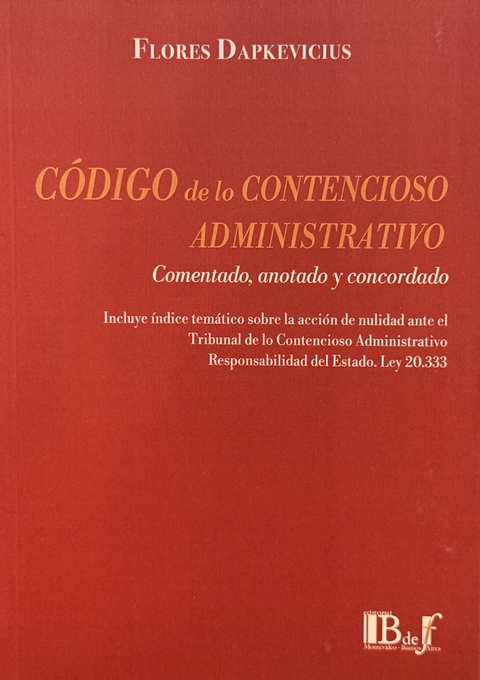 FLORES DAPKEVICIUS
CÓDIGO de lo CONTENCIOSO
ADMINISTRATIVO
Comentado, anotado y concordado
Incluye índice temático sobre la acción de nulidad ante el
Tribunal de lo Contencioso Administrativo
Responsabilidad del Estado. Ley 20.333
editorial
B de f
Montevideo - Buenos Aires